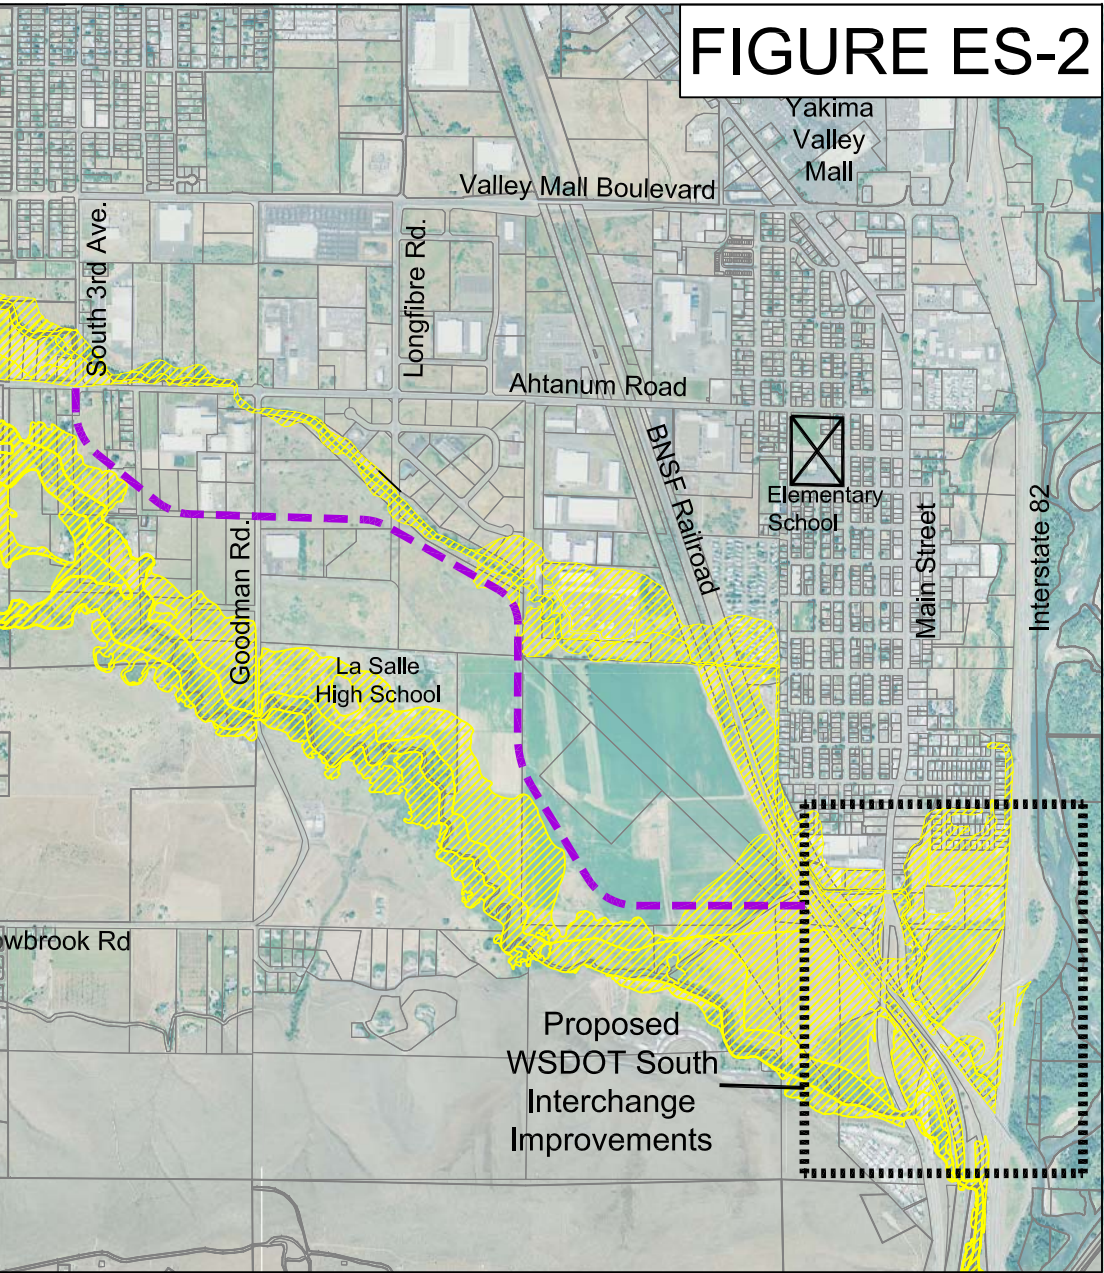 FIGURE ES-2
Yakima
Valley
Mall
Valley Mall Boulevard
South 3rd Ave.
Longfibre Rd.
Ahtanum Road
BNSF Railroad
Elementary
School
Main Street
Interstate 82
Goodman Rd.
La Salle
High School
owbrook Rd
Proposed
WSDOT South
Interchange
Improvements